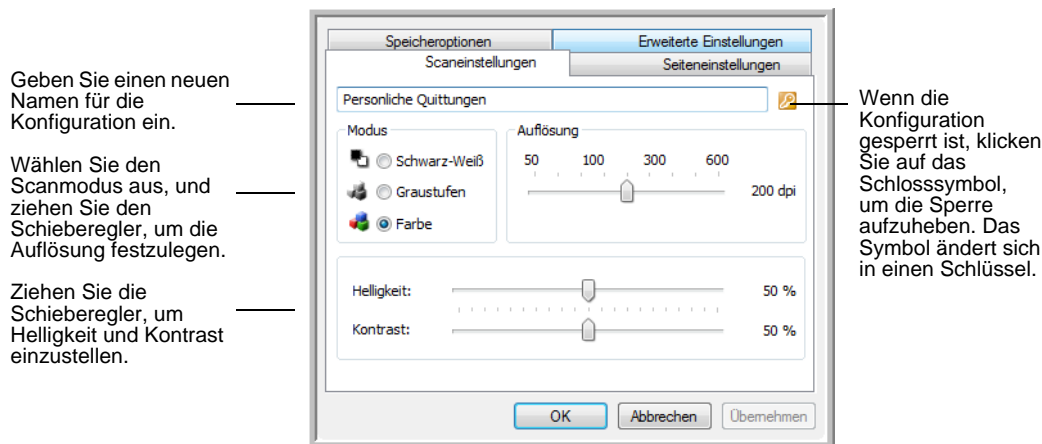 Geben Sie einen neuen
Namen für die
Konfiguration ein.
Wählen Sie den
Scanmodus aus, und
ziehen Sie den
Schieberegler, um die
Auflösung festzulegen.
Ziehen Sie die
Schieberegler, um
Helligkeit und Kontrast
einzustellen.
Speicheroptionen
Erweiterte Einstellungen
Scaneinstellungen
Seiteneinstellungen
Personliche Quittungen
Modus
Schwarz-Weiß
Graustufen
Farbe
Auflösung
50 100 300 600
200 dpi
Helligkeit: 50 %
Kontrast: 50 %
OK Abbrechen Übernehmen
Wenn die
Konfiguration
gesperrt ist, klicken
Sie auf das
Schlosssymbol,
um die Sperre
aufzuheben. Das
Symbol ändert sich
in einen Schlüssel.